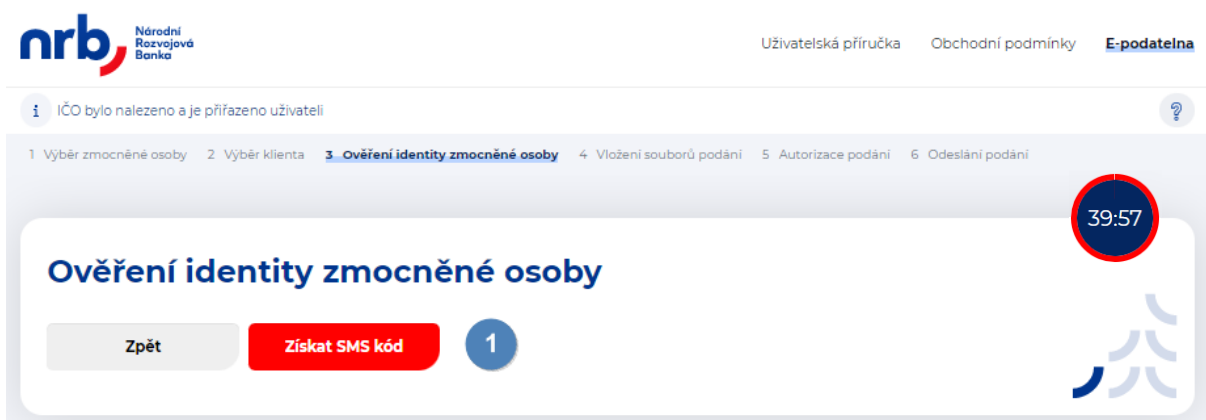 nrb
Národní
Rozvojová
Banka
Uživatelská příručka Obchodní podmínky E-podatelna
i IČO bylo nalezeno a je přiřazeno uživateli ?
1 Výběr zmocněné osoby 2 Výběr klienta 3 Ověření identity zmocněné osoby 4 Vložení souborů podání 5 Autorizace podání 6 Odeslání podání
39:57
Ověření identity zmocněné osoby
Zpět Získat SMS kód 1